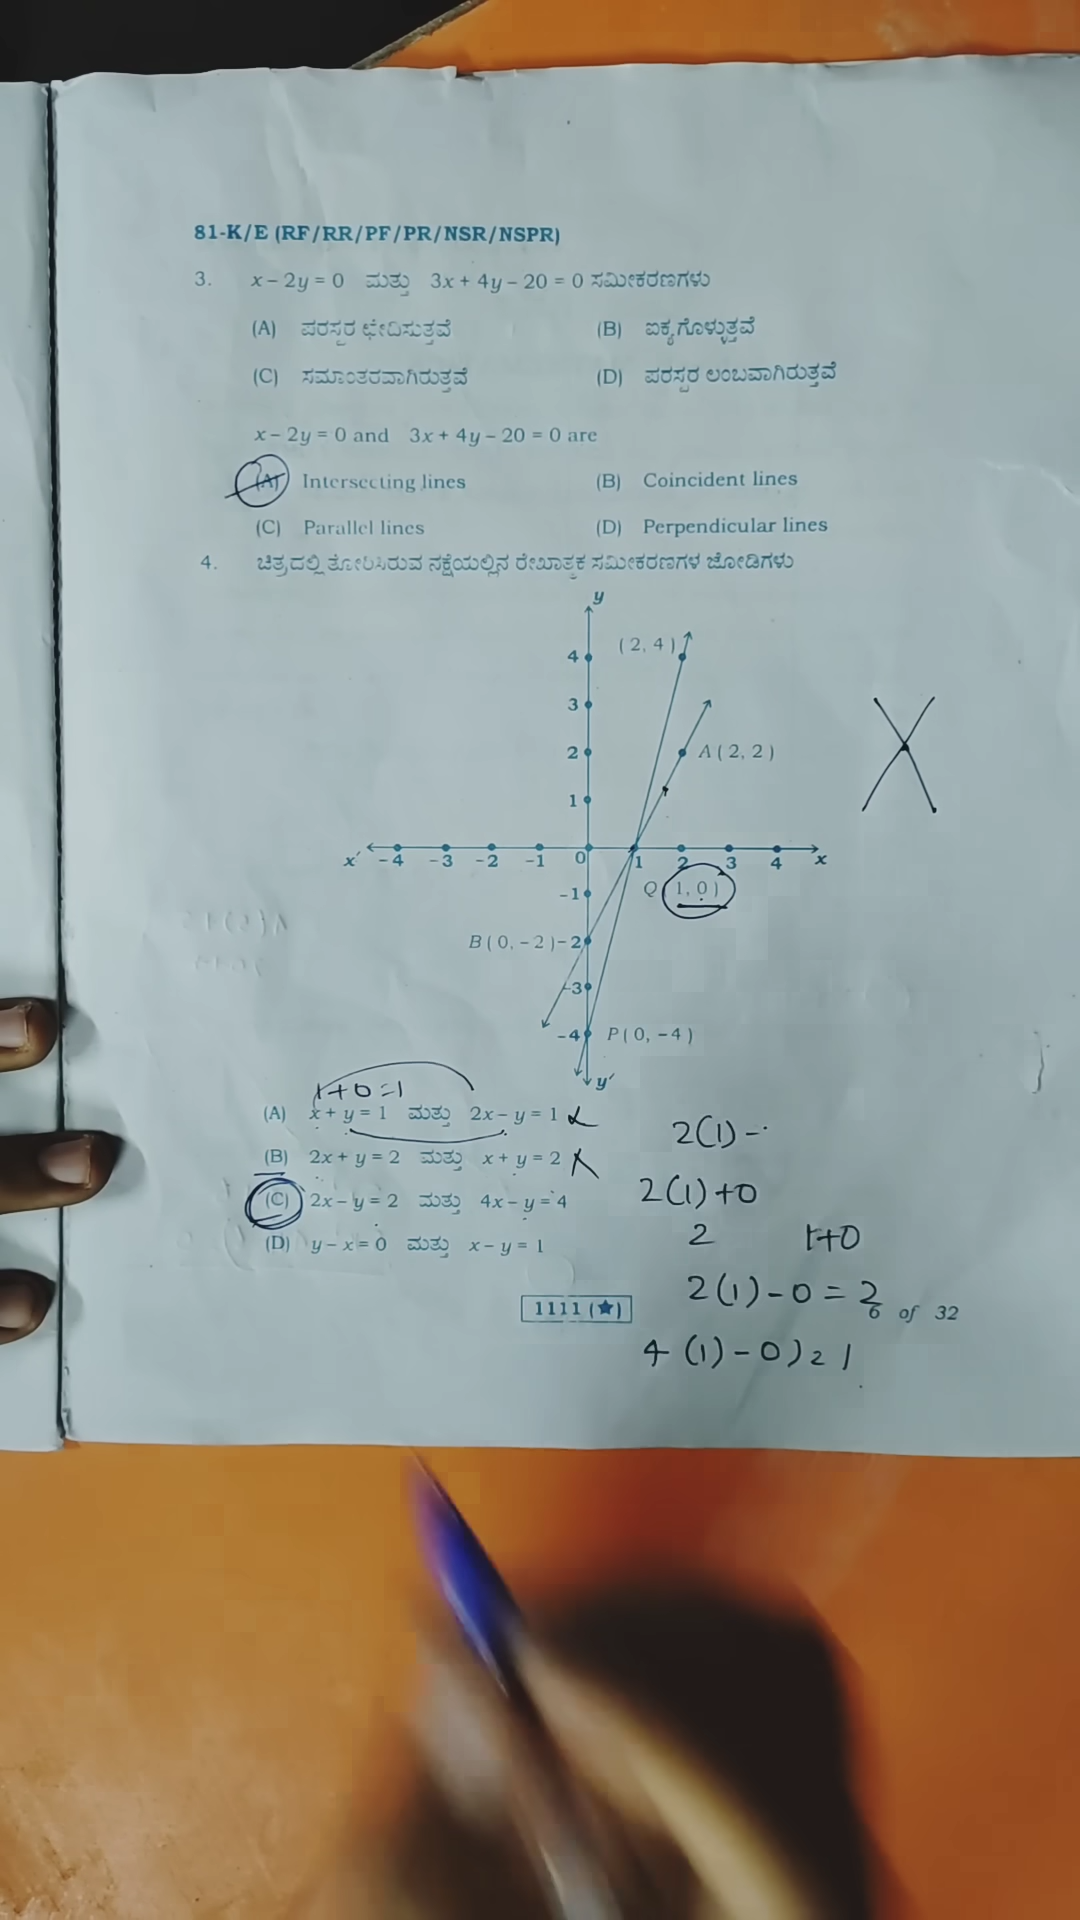 81-K/E (RF/RR/PF/PR/NSR/NSPR)
3. x – 2y = 0 ಮತ್ತು 3x + 4y – 20 = 0 ಸಮೀಕರಣಗಳು
(A) ಪರಸ್ಪರ ಛೇದಿಸುತ್ತವೆ (B) ಐಕ್ಯಗೊಳ್ಳುತ್ತವೆ
(C) ಸಮಾಂತರವಾಗಿರುತ್ತವೆ (D) ಪರಸ್ಪರ ಲಂಬವಾಗಿರುತ್ತವೆ
x – 2y = 0 and 3x + 4y – 20 = 0 are
(A) Intersecting lines (B) Coincident lines
(C) Parallel lines (D) Perpendicular lines
4. ಚಿತ್ರದಲ್ಲಿ ತೋರಿಸಿರುವ ನಕ್ಷೆಯಲ್ಲಿನ ರೇಖಾತ್ಮಕ ಸಮೀಕರಣಗಳ ಜೋಡಿಗಳು
y
(2, 4)
4
3
2 A(2, 2)
1
x′ –4 –3 –2 –1 0 1 2 3 4 x
–1 Q(1, 0)
B(0, –2) –2
–3
–4 P(0, –4)
y′
1+0=1
(A) x + y = 1 ಮತ್ತು 2x – y = 1
2(1) -
(B) 2x + y = 2 ಮತ್ತು x + y = 2
2(1)+0
(C) 2x – y = 2 ಮತ್ತು 4x – y = 4
2 1+0
(D) y – x = 0 ಮತ್ತು x – y = 1
2(1)-0=2
1111 (★) 6 of 32
4(1)-0)=1